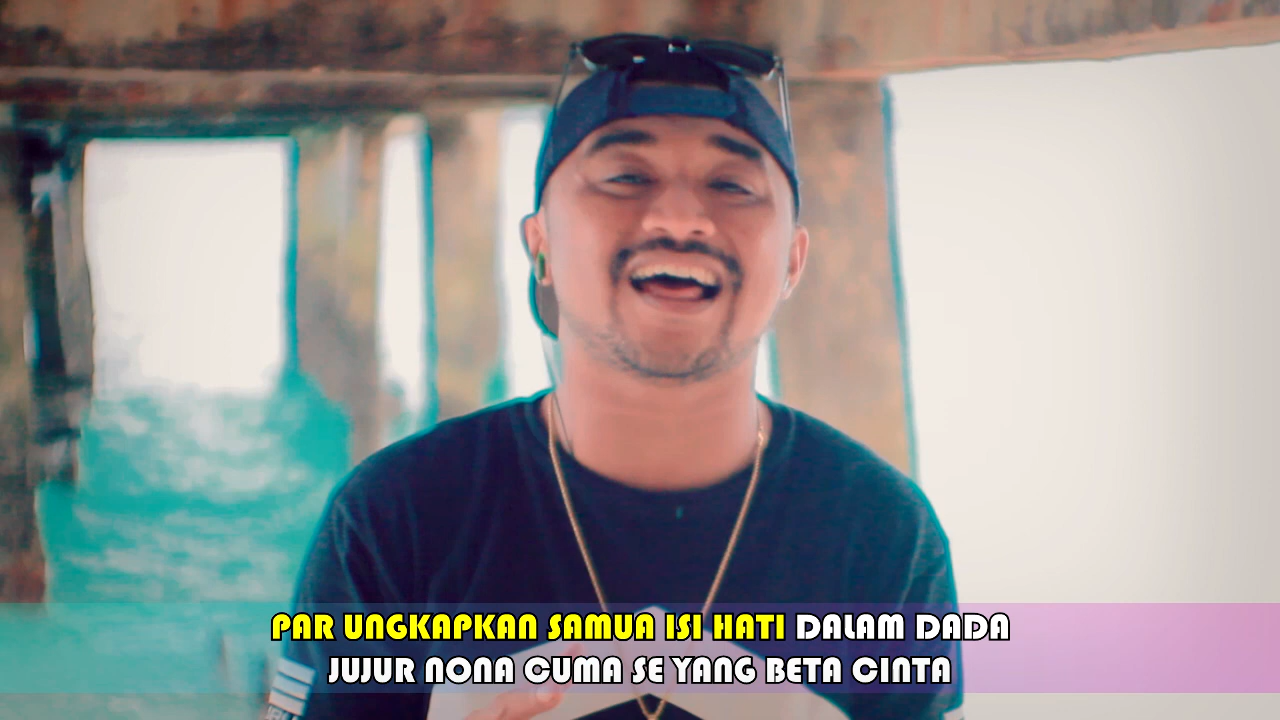 PAR UNGKAPKAN SAMUA ISI HATI DALAM DADA
JUJUR NONA CUMA SE YANG BETA CINTA